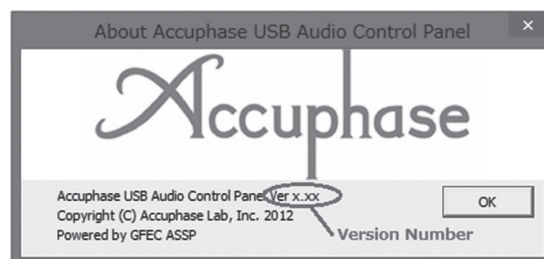 About Accuphase USB Audio Control Panel
Accuphase
Accuphase USB Audio Control Panel Ver x.xx
Copyright (C) Accuphase Lab, Inc. 2012
Powered by GFEC ASSP
OK
Version Number